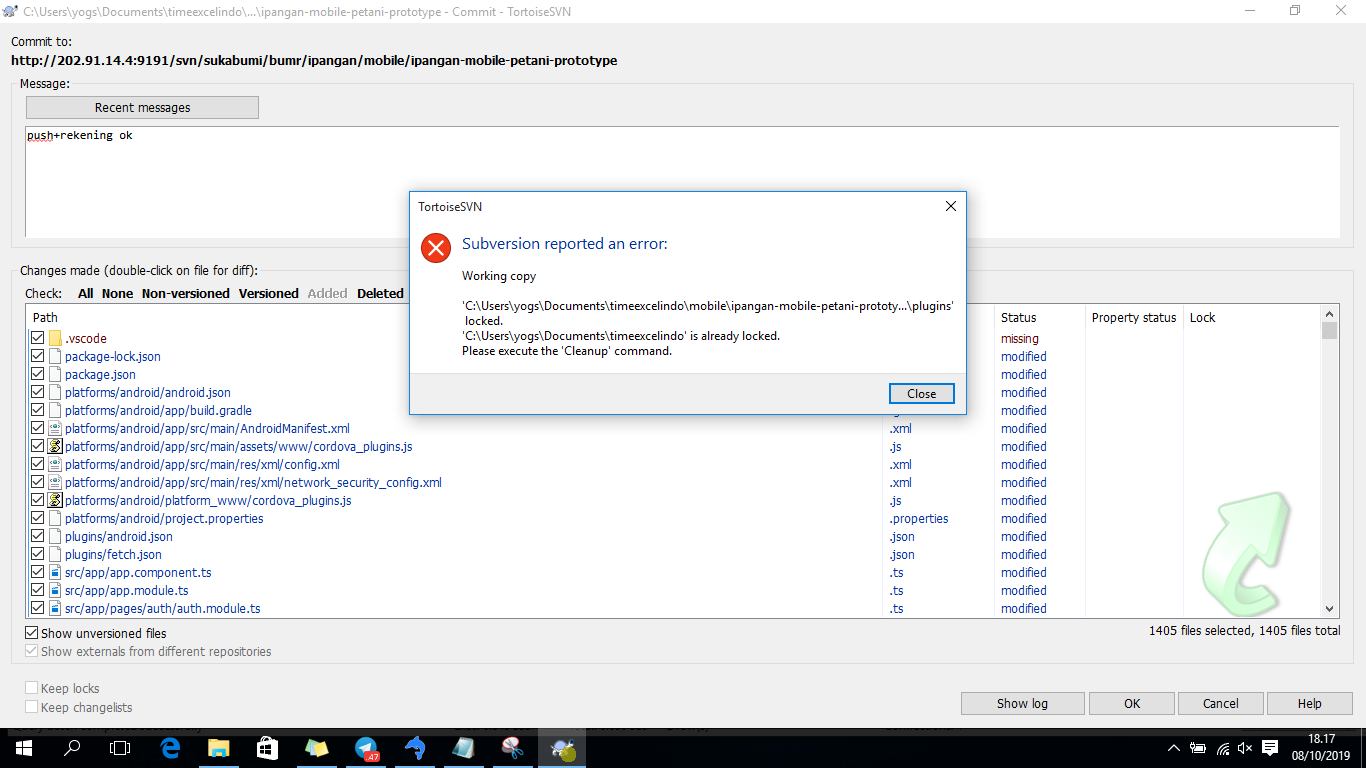 C:\Users\yogs\Documents\timeexcelindo\...\ipangan-mobile-petani-prototype - Commit - TortoiseSVN
Commit to:
http://202.91.14.4:9191/svn/sukabumi/bumr/ipangan/mobile/ipangan-mobile-petani-prototype
Message:
Recent messages
push+rekening ok
TortoiseSVN
Subversion reported an error:
Working copy
'C:\Users\yogs\Documents\timeexcelindo\mobile\ipangan-mobile-petani-prototy...\plugins'
locked.
'C:\Users\yogs\Documents\timeexcelindo' is already locked.
Please execute the 'Cleanup' command.
Close
Changes made (double-click on file for diff):
Check: All None Non-versioned Versioned Added Deleted
Path Status Property status Lock
.vscode missing
package-lock.json modified
package.json modified
platforms/android/android.json modified
platforms/android/app/build.gradle modified
platforms/android/app/src/main/AndroidManifest.xml .xml modified
platforms/android/app/src/main/assets/www/cordova_plugins.js .js modified
platforms/android/app/src/main/res/xml/config.xml .xml modified
platforms/android/app/src/main/res/xml/network_security_config.xml .xml modified
platforms/android/platform_www/cordova_plugins.js .js modified
platforms/android/project.properties .properties modified
plugins/android.json .json modified
plugins/fetch.json .json modified
src/app/app.component.ts .ts modified
src/app/app.module.ts .ts modified
src/app/pages/auth/auth.module.ts .ts modified
Show unversioned files 1405 files selected, 1405 files total
Show externals from different repositories
Keep locks
Keep changelists
Show log OK Cancel Help
47
18.17
08/10/2019